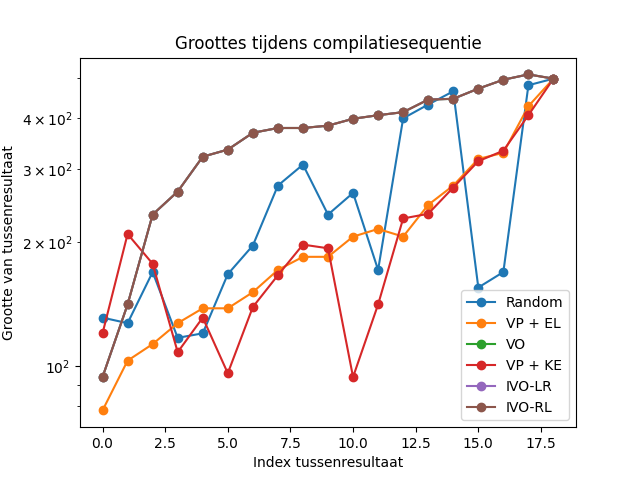 Groottes tijdens compilatiesequentie
Grootte van tussenresultaat
4 × 10²
3 × 10²
2 × 10²
10²
0.0 2.5 5.0 7.5 10.0 12.5 15.0 17.5
Index tussenresultaat
Random
VP + EL
VO
VP + KE
IVO-LR
IVO-RL